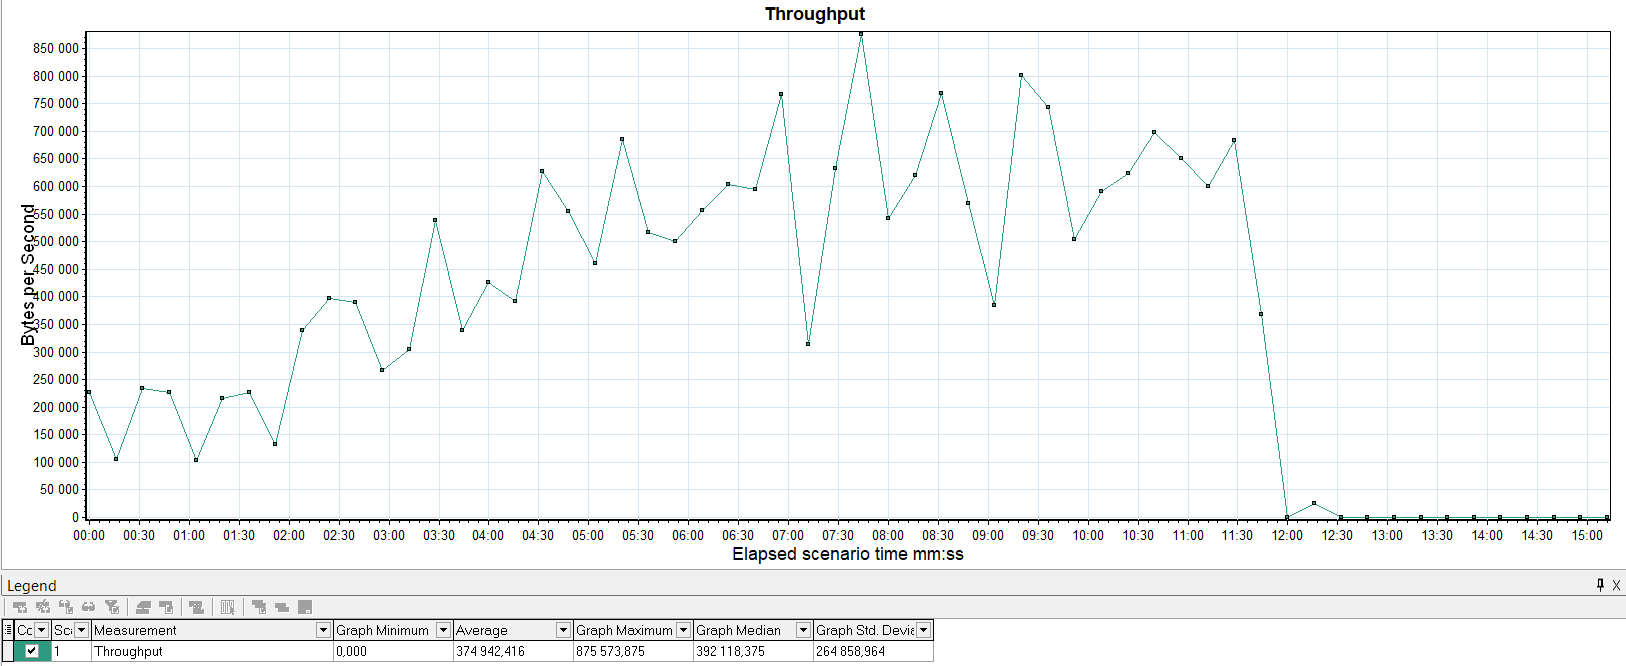 Throughput
850 000
800 000
750 000
700 000
650 000
600 000
550 000
500 000
450 000
400 000
350 000
300 000
250 000
200 000
150 000
100 000
50 000
0
Bytes per Second
00:00 00:30 01:00 01:30 02:00 02:30 03:00 03:30 04:00 04:30 05:00 05:30 06:00 06:30 07:00 07:30 08:00 08:30 09:00 09:30 10:00 10:30 11:00 11:30 12:00 12:30 13:00 13:30 14:00 14:30 15:00
Elapsed scenario time mm:ss
Legend
Cc Sca Measurement Graph Minimum Average Graph Maximum Graph Median Graph Std. Devia
1 Throughput 0,000 374 942,416 875 573,875 392 118,375 264 858,964